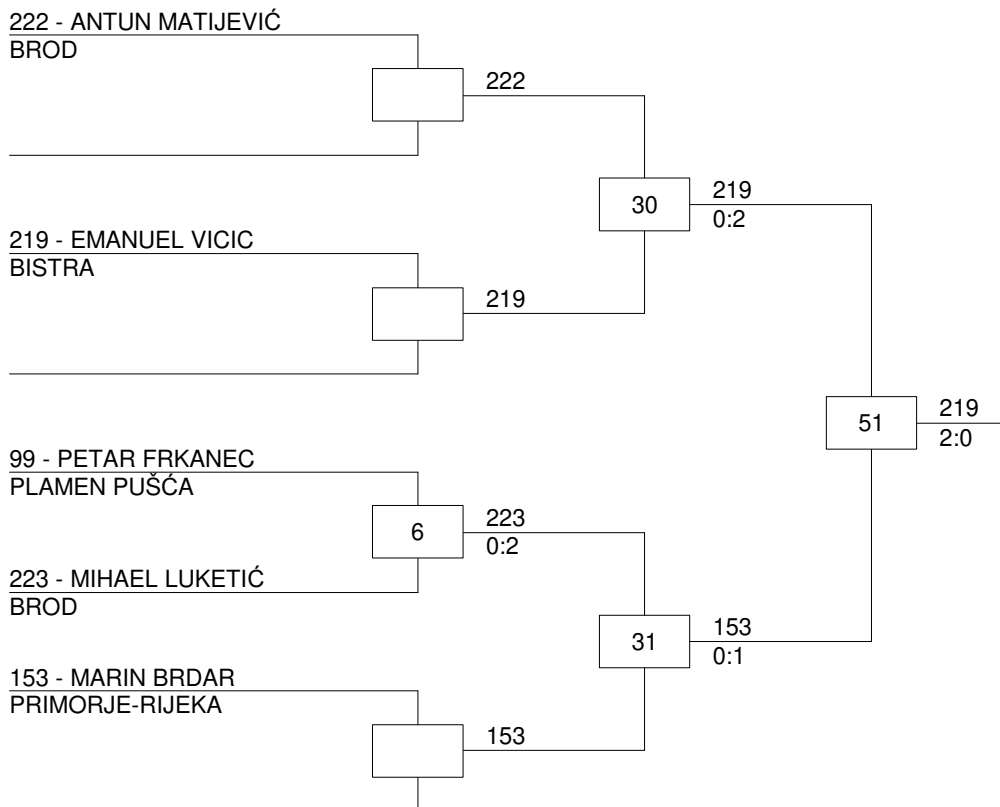 222 - ANTUN MATIJEVIĆ
BROD
222
30
219
0:2
219 - EMANUEL VICIC
BISTRA
219
51
219
2:0
99 - PETAR FRKANEC
PLAMEN PUŠĆA
6
223
0:2
223 - MIHAEL LUKETIĆ
BROD
31
153
0:1
153 - MARIN BRDAR
PRIMORJE-RIJEKA
153